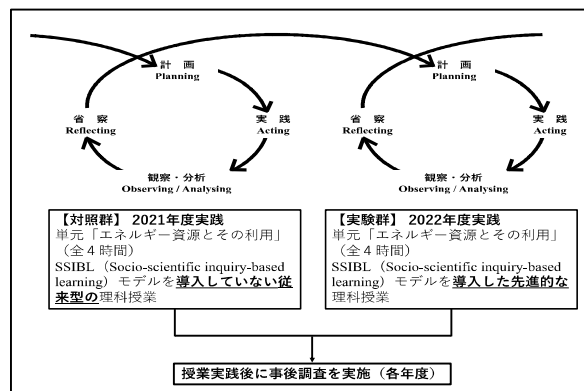 計 画
Planning
計 画
Planning
省 察
Reflecting
実 践
Acting
省 察
Reflecting
実 践
Acting
観察・分析
Observing / Analysing
観察・分析
Observing / Analysing
【対照群】 2021年度実践
単元「エネルギー資源とその利用」
（全４時間）
SSIBL（Socio-scientific inquiry-based
learning）モデルを導入していない従
来型の理科授業
【実験群】 2022年度実践
単元「エネルギー資源とその利用」
（全４時間）
SSIBL（Socio-scientific inquiry-based
learning）モデルを導入した先進的な
理科授業
授業実践後に事後調査を実施（各年度）